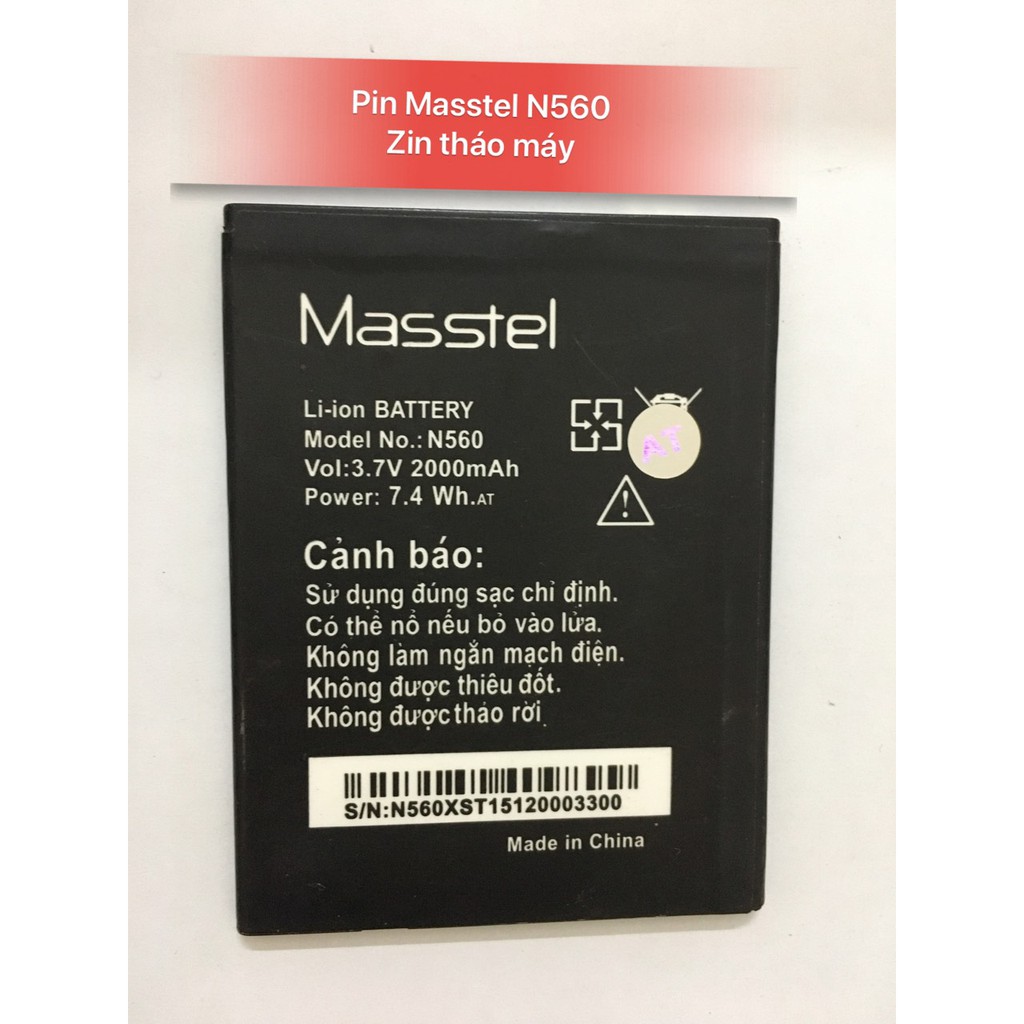 Pin Masstel N560
Zin tháo máy
Masstel
Li-ion BATTERY
Model No.: N560
Vol:3.7V 2000mAh
Power: 7.4 Wh.AT
AT
Cảnh báo:
Sử dụng đúng sạc chỉ định.
Có thể nổ nếu bỏ vào lửa.
Không làm ngắn mạch điện.
Không được thiêu đốt.
Không được tháo rời.
S/N:N560XST15120003300
Made in China